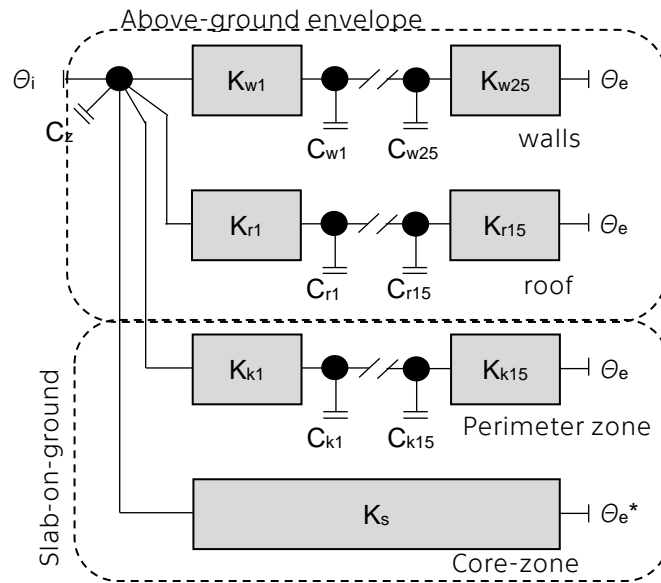 Above-ground envelope
Θi
Kw1
Kw25
Θe
Cz
Cw1
Cw25
walls
Kr1
Kr15
Θe
Cr1
Cr15
roof
Slab-on-ground
Kk1
Kk15
Θe
Ck1
Ck15
Perimeter zone
Ks
Θe*
Core-zone